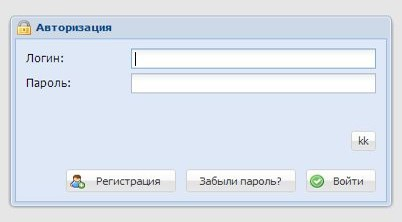 Авторизация
Логин:
Пароль:
kk
Регистрация Забыли пароль? Войти